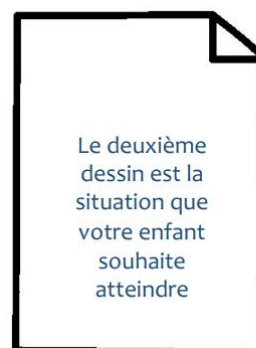 Le deuxième
dessin est la
situation que
votre enfant
souhaite
atteindre